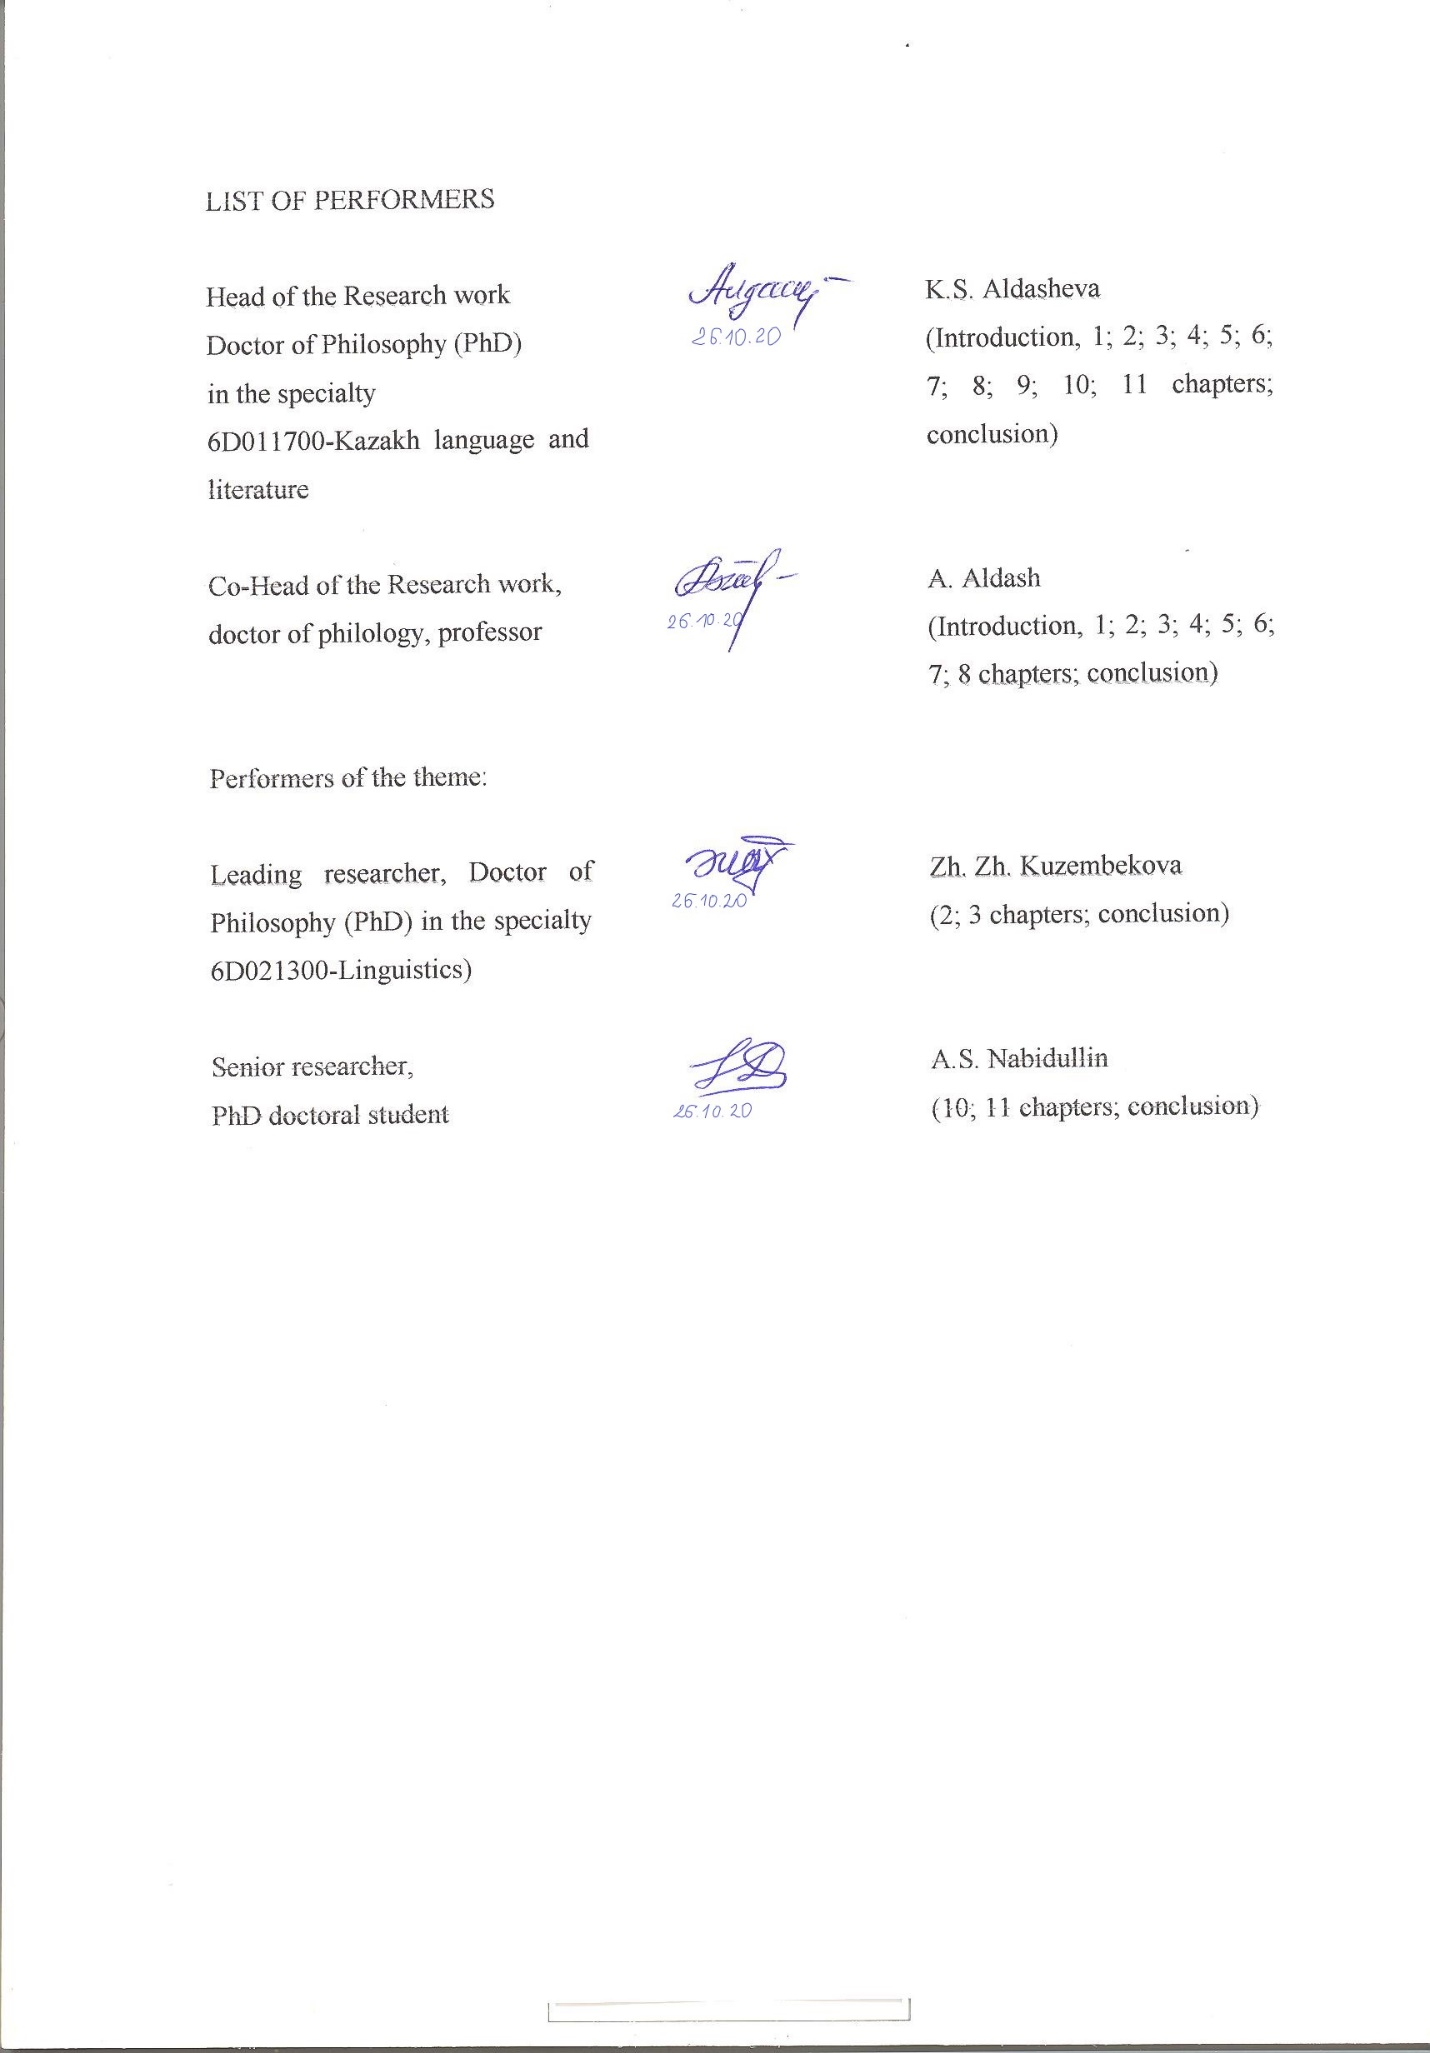 LIST OF PERFORMERS
Head of the Research work
Doctor of Philosophy (PhD)
in the specialty
6D011700-Kazakh language and
literature
26.10.20
K.S. Aldasheva
(Introduction, 1; 2; 3; 4; 5; 6;
7; 8; 9; 10; 11 chapters;
conclusion)
Co-Head of the Research work,
doctor of philology, professor
26.10.20
A. Aldash
(Introduction, 1; 2; 3; 4; 5; 6;
7; 8 chapters; conclusion)
Performers of the theme:
Leading researcher, Doctor of
Philosophy (PhD) in the specialty
6D021300-Linguistics)
26.10.20
Zh. Zh. Kuzembekova
(2; 3 chapters; conclusion)
Senior researcher,
PhD doctoral student
26.10.20
A.S. Nabidullin
(10; 11 chapters; conclusion)